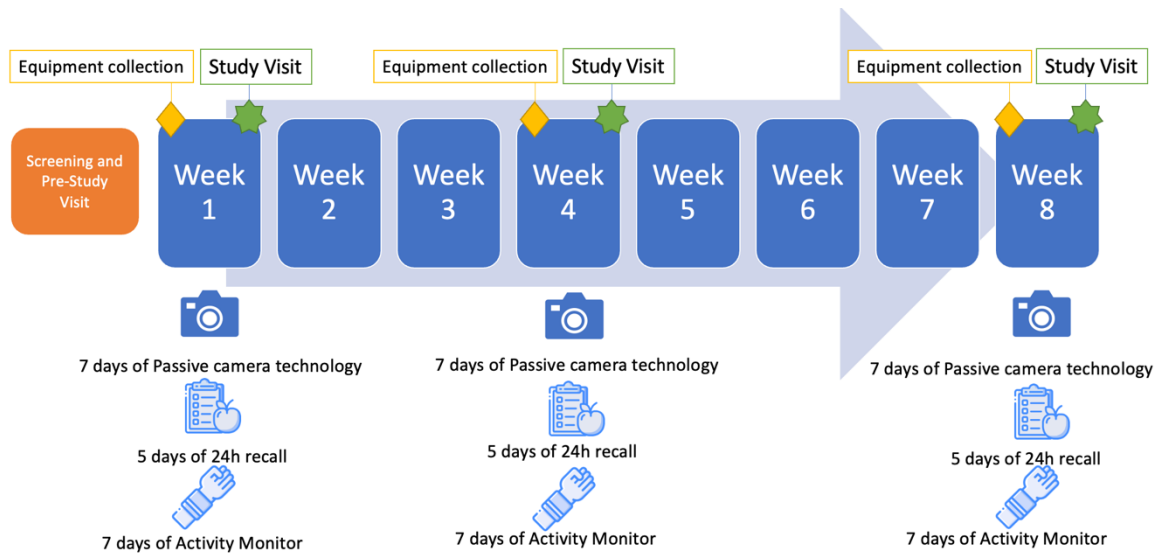 Equipment collection
Study Visit
Equipment collection
Study Visit
Equipment collection
Study Visit
Screening and
Pre-Study
Visit
Week
1
Week
2
Week
3
Week
4
Week
5
Week
6
Week
7
Week
8
7 days of Passive camera technology
7 days of Passive camera technology
7 days of Passive camera technology
5 days of 24h recall
5 days of 24h recall
5 days of 24h recall
7 days of Activity Monitor
7 days of Activity Monitor
7 days of Activity Monitor